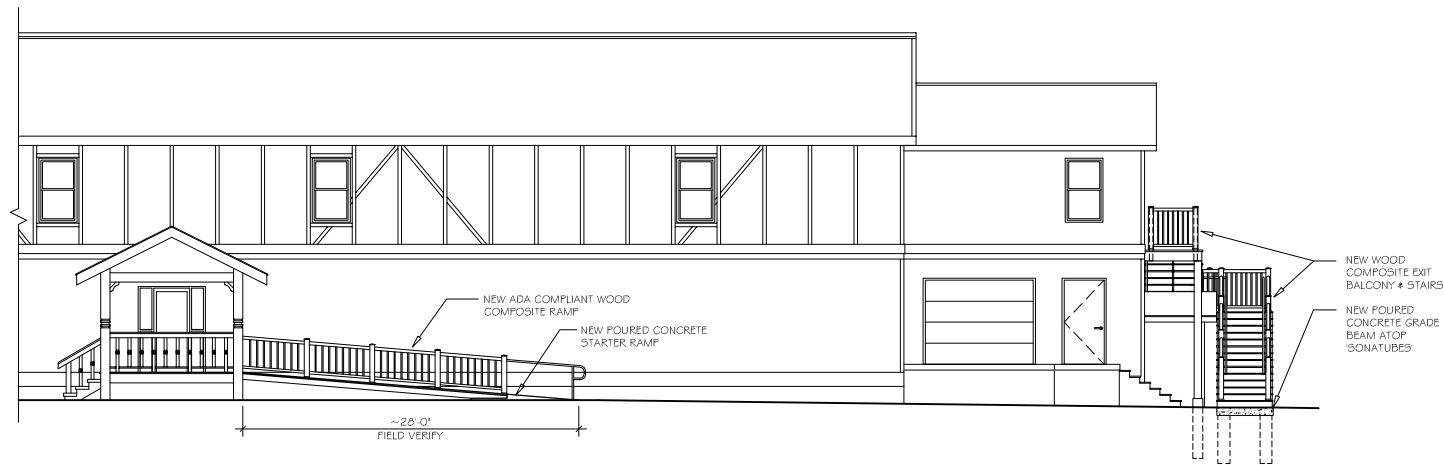 NEW WOOD
COMPOSITE EXIT
BALCONY & STAIRS
NEW ADA COMPLIANT WOOD
COMPOSITE RAMP
NEW POURED CONCRETE
STARTER RAMP
NEW POURED
CONCRETE GRADE
BEAM ATOP
'SONATUBES'
~28'-0"
FIELD VERIFY